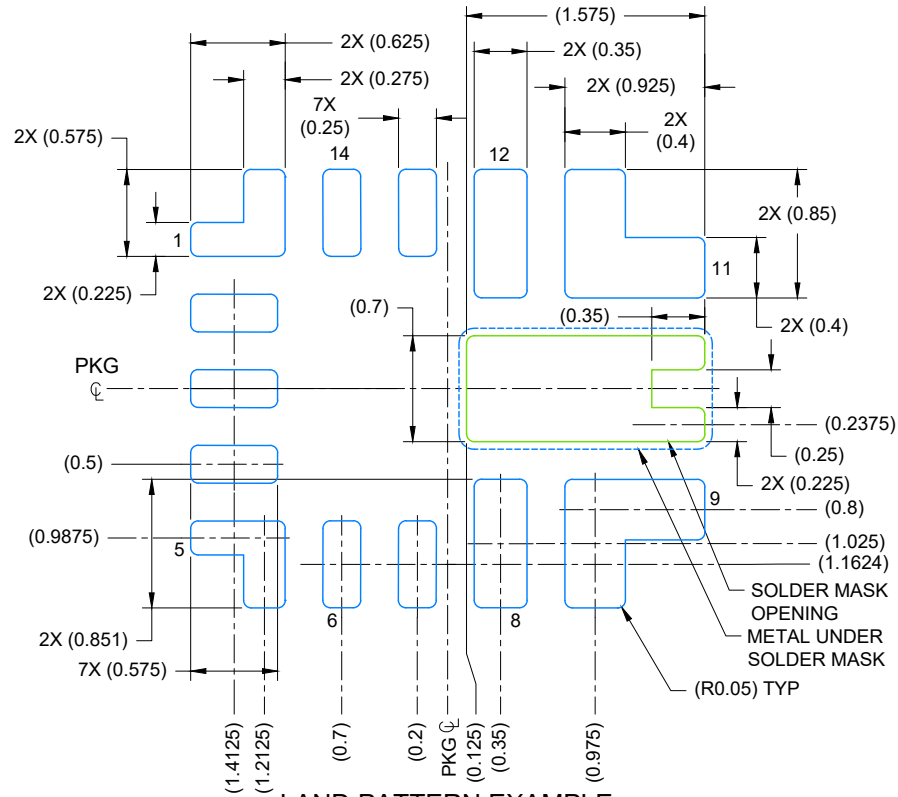 (1.575)
2X (0.625)
2X (0.35)
2X (0.275)
2X (0.925)
7X
(0.25)
2X
(0.4)
2X (0.575)
14
12
2X (0.85)
1
11
2X (0.225)
(0.7)
(0.35)
2X (0.4)
PKG
℄
(0.2375)
(0.25)
(0.5)
2X (0.225)
9
(0.8)
(0.9875)
5
(1.025)
(1.1624)
6
8
SOLDER MASK
OPENING
2X (0.851)
METAL UNDER
SOLDER MASK
7X (0.575)
(R0.05) TYP
(1.4125)
(1.2125)
(0.7)
(0.2)
PKG ℄
(0.125)
(0.35)
(0.975)
LAND PATTERN EXAMPLE